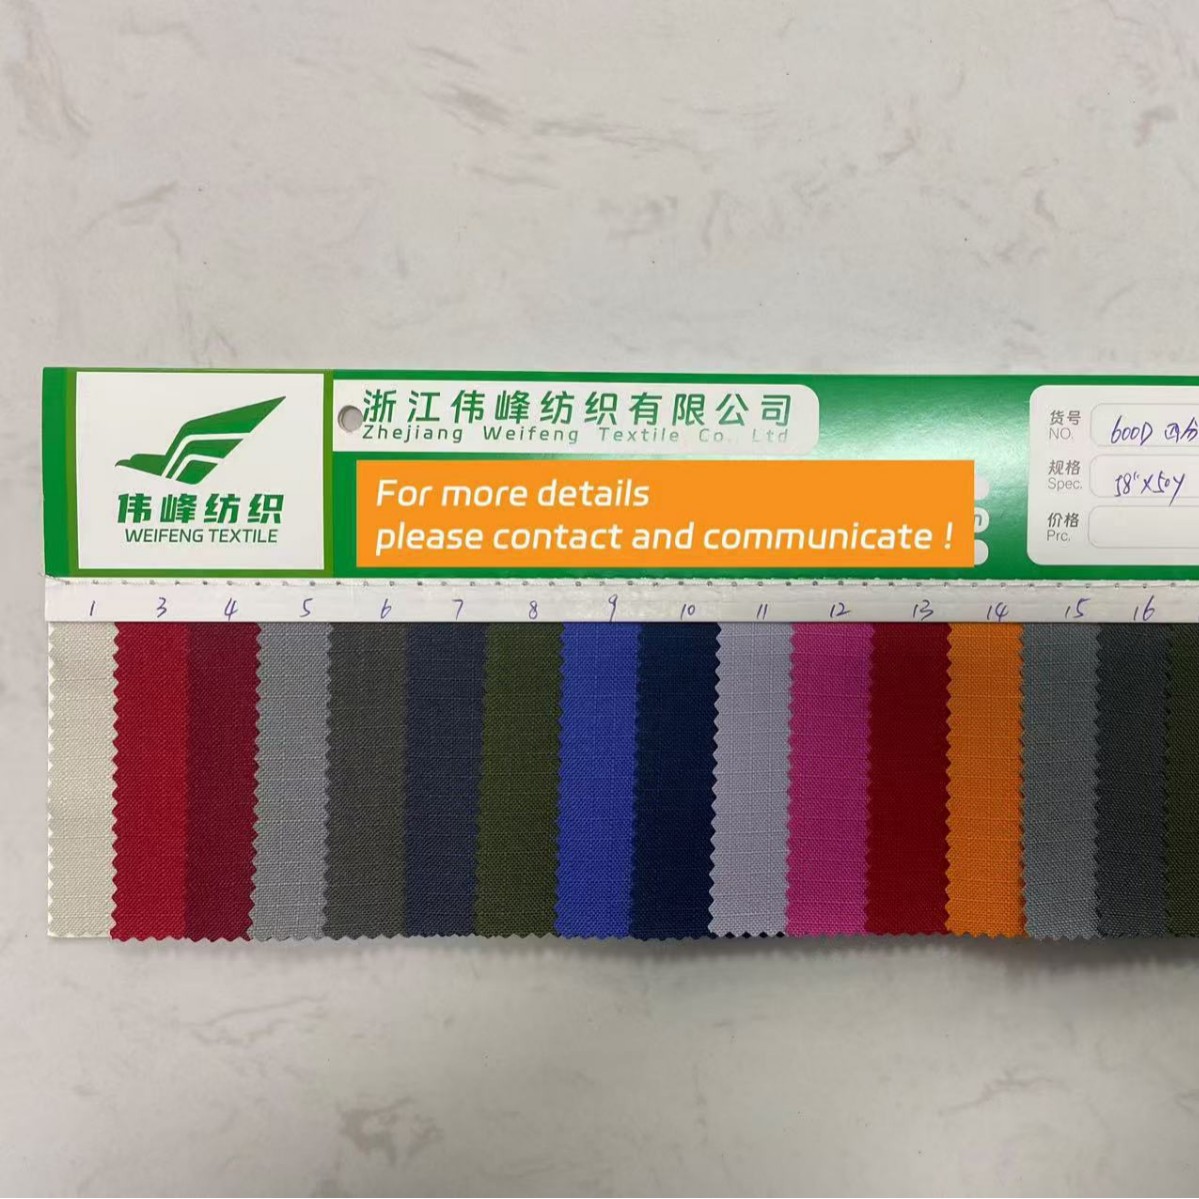 浙江伟峰纺织有限公司
Zhejiang Weifeng Textile Co., Ltd
伟峰纺织
WEIFENG TEXTILE
For more details
please contact and communicate !
货号
NO.
600D
规格
Spec.
58"x50y
价格
Prc.
1 3 4 5 6 7 8 9 10 11 12 13 14 15 16